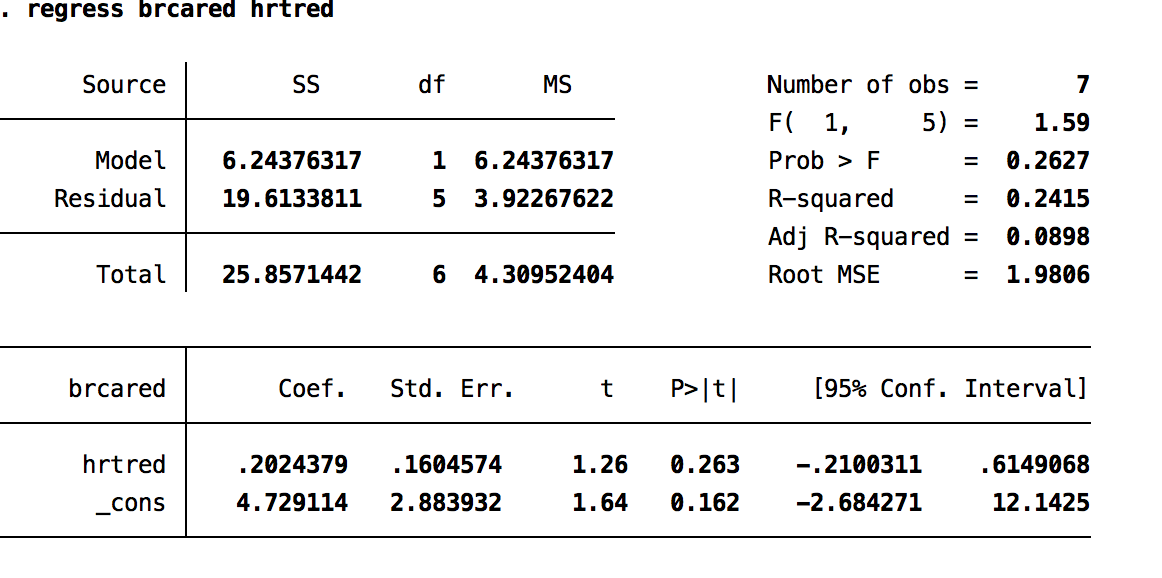 . regress brcared hrtred
Source SS df MS Number of obs = 7
F( 1, 5) = 1.59
Model 6.24376317 1 6.24376317 Prob > F = 0.2627
Residual 19.6133811 5 3.92267622 R-squared = 0.2415
Adj R-squared = 0.0898
Total 25.8571442 6 4.30952404 Root MSE = 1.9806
brcared Coef. Std. Err. t P>|t| [95% Conf. Interval]
hrtred .2024379 .1604574 1.26 0.263 -.2100311 .6149068
_cons 4.729114 2.883932 1.64 0.162 -2.684271 12.1425